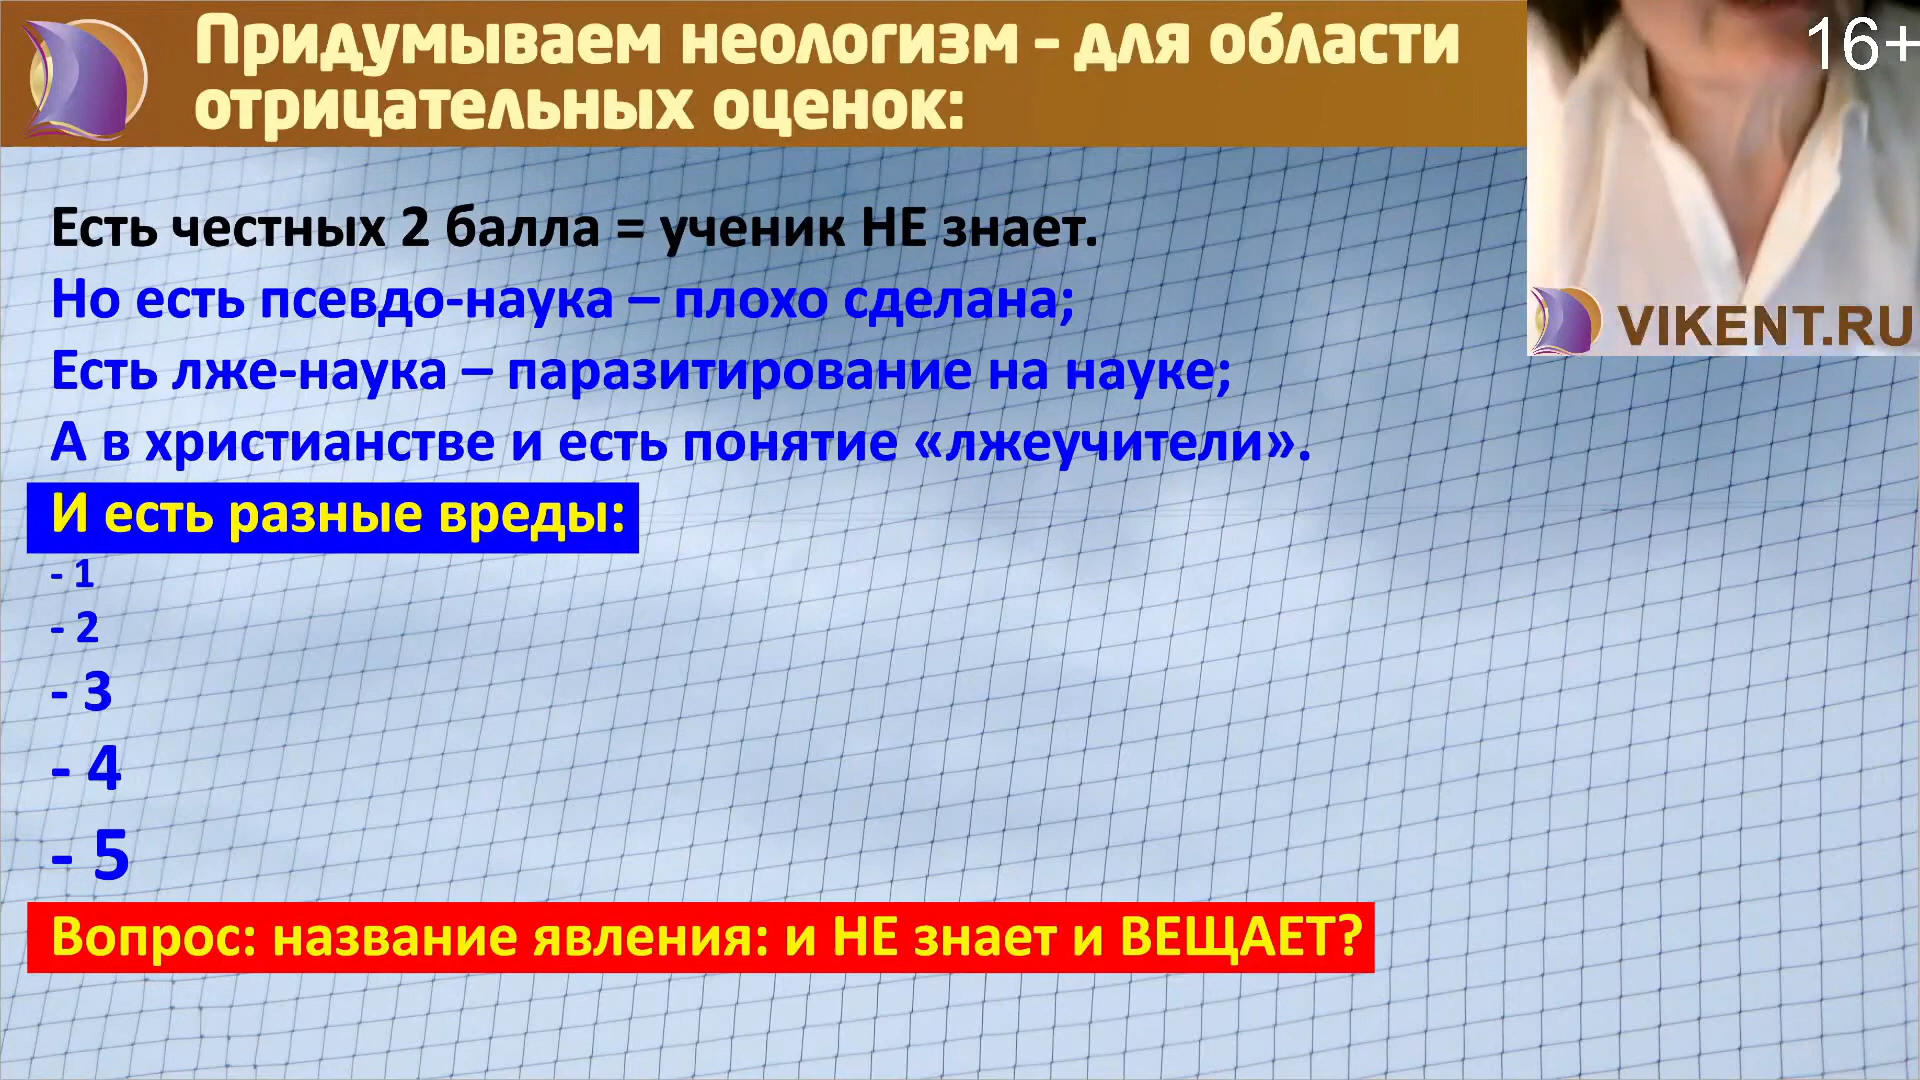 Придумываем неологизм - для области
отрицательных оценок:
16+
VIKENT.RU
Есть честных 2 балла = ученик НЕ знает.
Но есть псевдо-наука – плохо сделана;
Есть лже-наука – паразитирование на науке;
А в христианстве и есть понятие «лжеучители».
И есть разные вреды:
- 1
- 2
- 3
- 4
- 5
Вопрос: название явления: и НЕ знает и ВЕЩАЕТ?